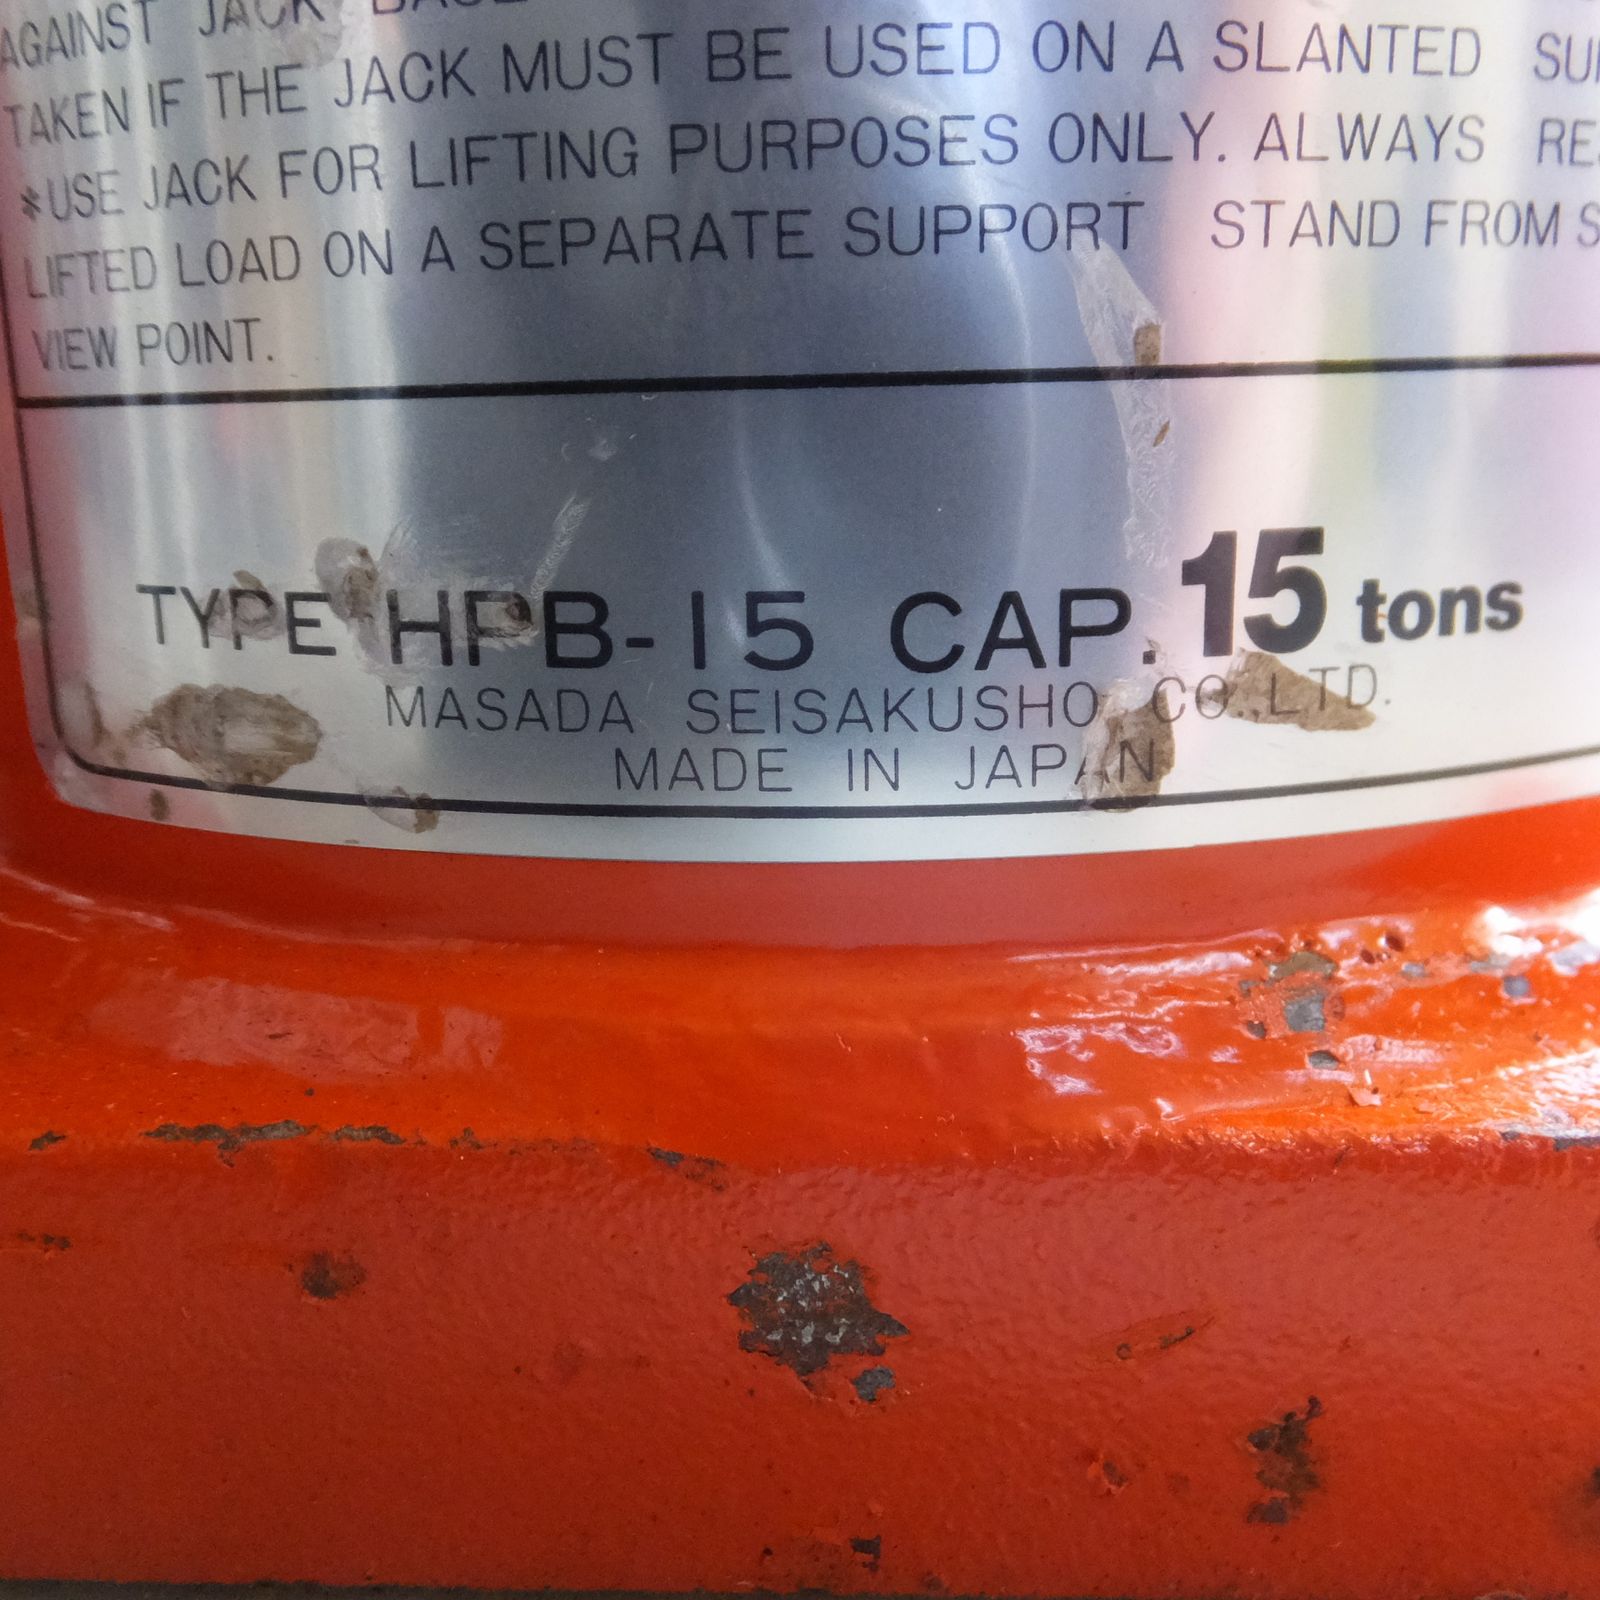 AGAINST JACK BASE
TAKEN IF THE JACK MUST BE USED ON A SLANTED
*USE JACK FOR LIFTING PURPOSES ONLY. ALWAYS
LIFTED LOAD ON A SEPARATE SUPPORT STAND FROM
VIEW POINT.
TYPE HPB-15 CAP. 15 tons
MASADA SEISAKUSHO CO.,LTD.
MADE IN JAPAN